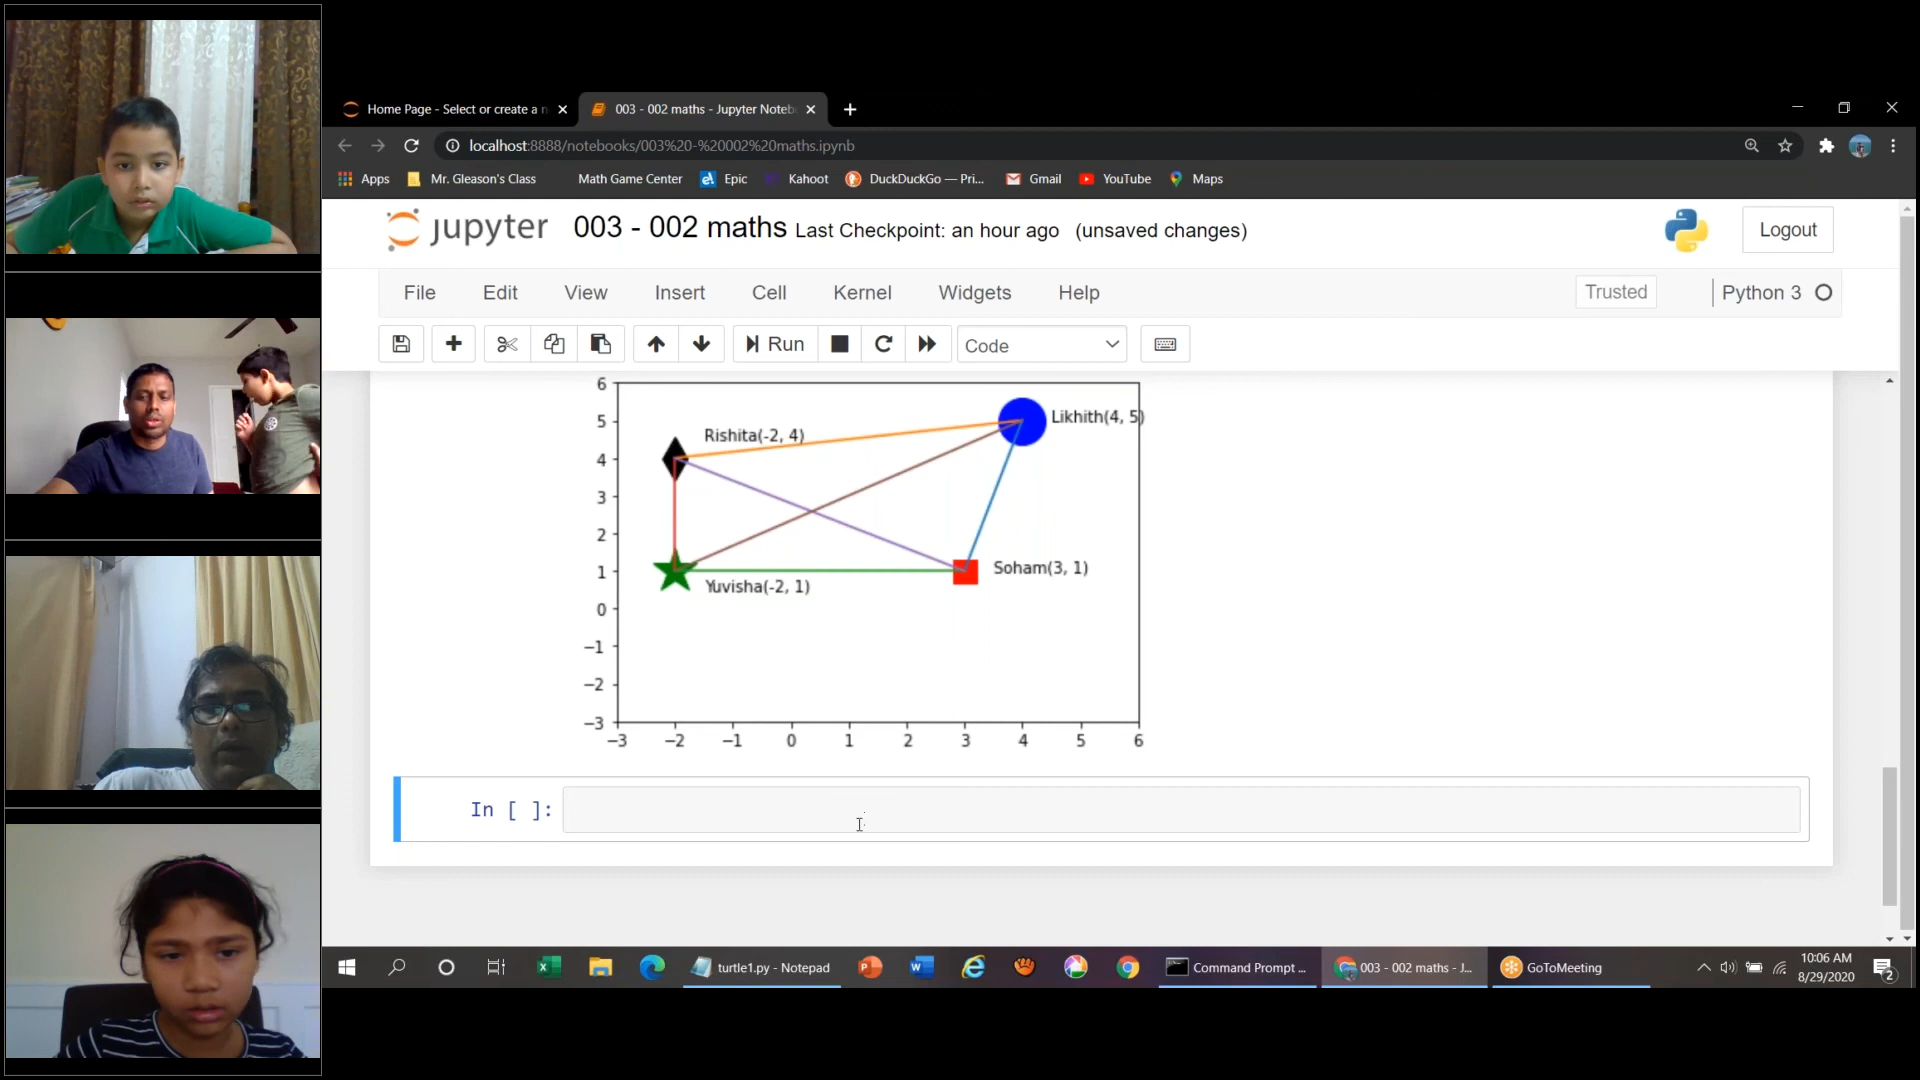 Home Page - Select or create a n
003 - 002 maths - Jupyter Noteb
localhost:8888/notebooks/003%20-%20002%20maths.ipynb
Apps Mr. Gleason's Class Math Game Center Epic Kahoot DuckDuckGo — Pri... Gmail YouTube Maps
jupyter 003 - 002 maths Last Checkpoint: an hour ago (unsaved changes) Logout
File Edit View Insert Cell Kernel Widgets Help Trusted Python 3
Run Code
6
5
4
3
2
1
0
−1
−2
−3
−3 −2 −1 0 1 2 3 4 5 6
Likhith(4, 5)
Rishita(-2, 4)
Soham(3, 1)
Yuvisha(-2, 1)
In [ ]:
turtle1.py - Notepad Command Prompt ... 003 - 002 maths - J... GoToMeeting
10:06 AM
8/29/2020
2